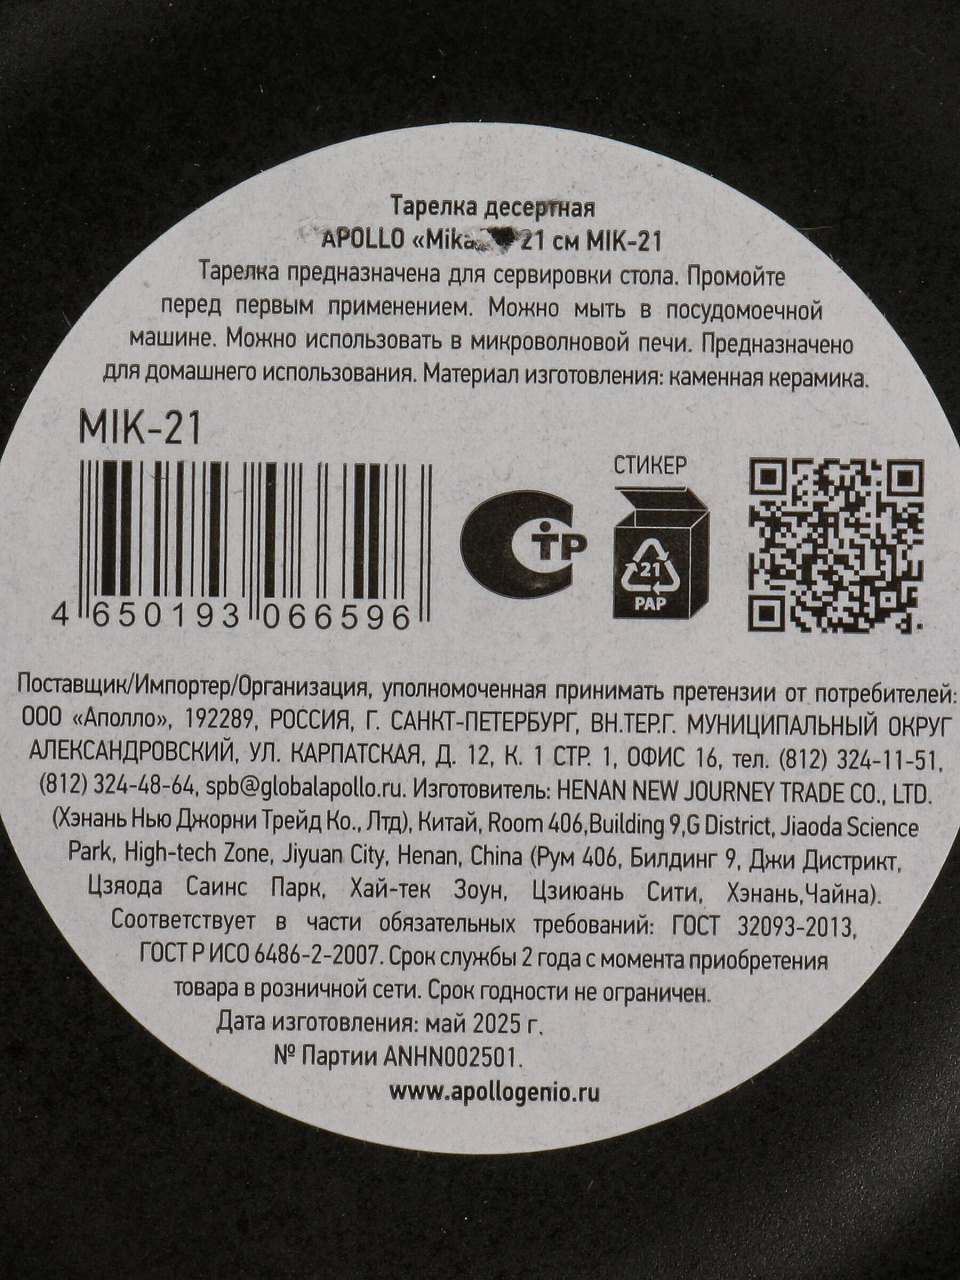 Тарелка десертная
APOLLO 21 см MIK-21
Тарелка предназначена для сервировки стола. Промойте
перед первым применением. Можно мыть в посудомоечной
машине. Можно использовать в микроволновой печи. Предназначено
для домашнего использования. Материал изготовления: каменная керамика.
MIK-21
СТИКЕР
СТР
21
PAP
4 650193 066596
Поставщик/Импортер/Организация, уполномоченная принимать претензии от потребителей:
ООО «Аполло», 192289, РОССИЯ, Г. САНКТ-ПЕТЕРБУРГ, ВН.ТЕР.Г. МУНИЦИПАЛЬНЫЙ ОКРУГ
АЛЕКСАНДРОВСКИЙ, УЛ. КАРПАТСКАЯ, Д. 12, К. 1 СТР. 1, ОФИС 16, тел. (812) 324-11-51,
(812) 324-48-64, spb@globalapollo.ru. Изготовитель: HENAN NEW JOURNEY TRADE CO., LTD.
(Хэнань Нью Джорни Трейд Ко., Лтд), Китай, Room 406,Building 9,G District, Jiaoda Science
Park, High-tech Zone, Jiyuan City, Henan, China (Рум 406, Билдинг 9, Джи Дистрикт,
Цзяода Саинс Парк, Хай-тек Зоун, Цзиюань Сити, Хэнань,Чайна).
Соответствует в части обязательных требований: ГОСТ 32093-2013,
ГОСТ Р ИСО 6486-2-2007. Срок службы 2 года с момента приобретения
товара в розничной сети. Срок годности не ограничен.
Дата изготовления: май 2025 г.
№ Партии ANHN002501.
www.apollogenio.ru